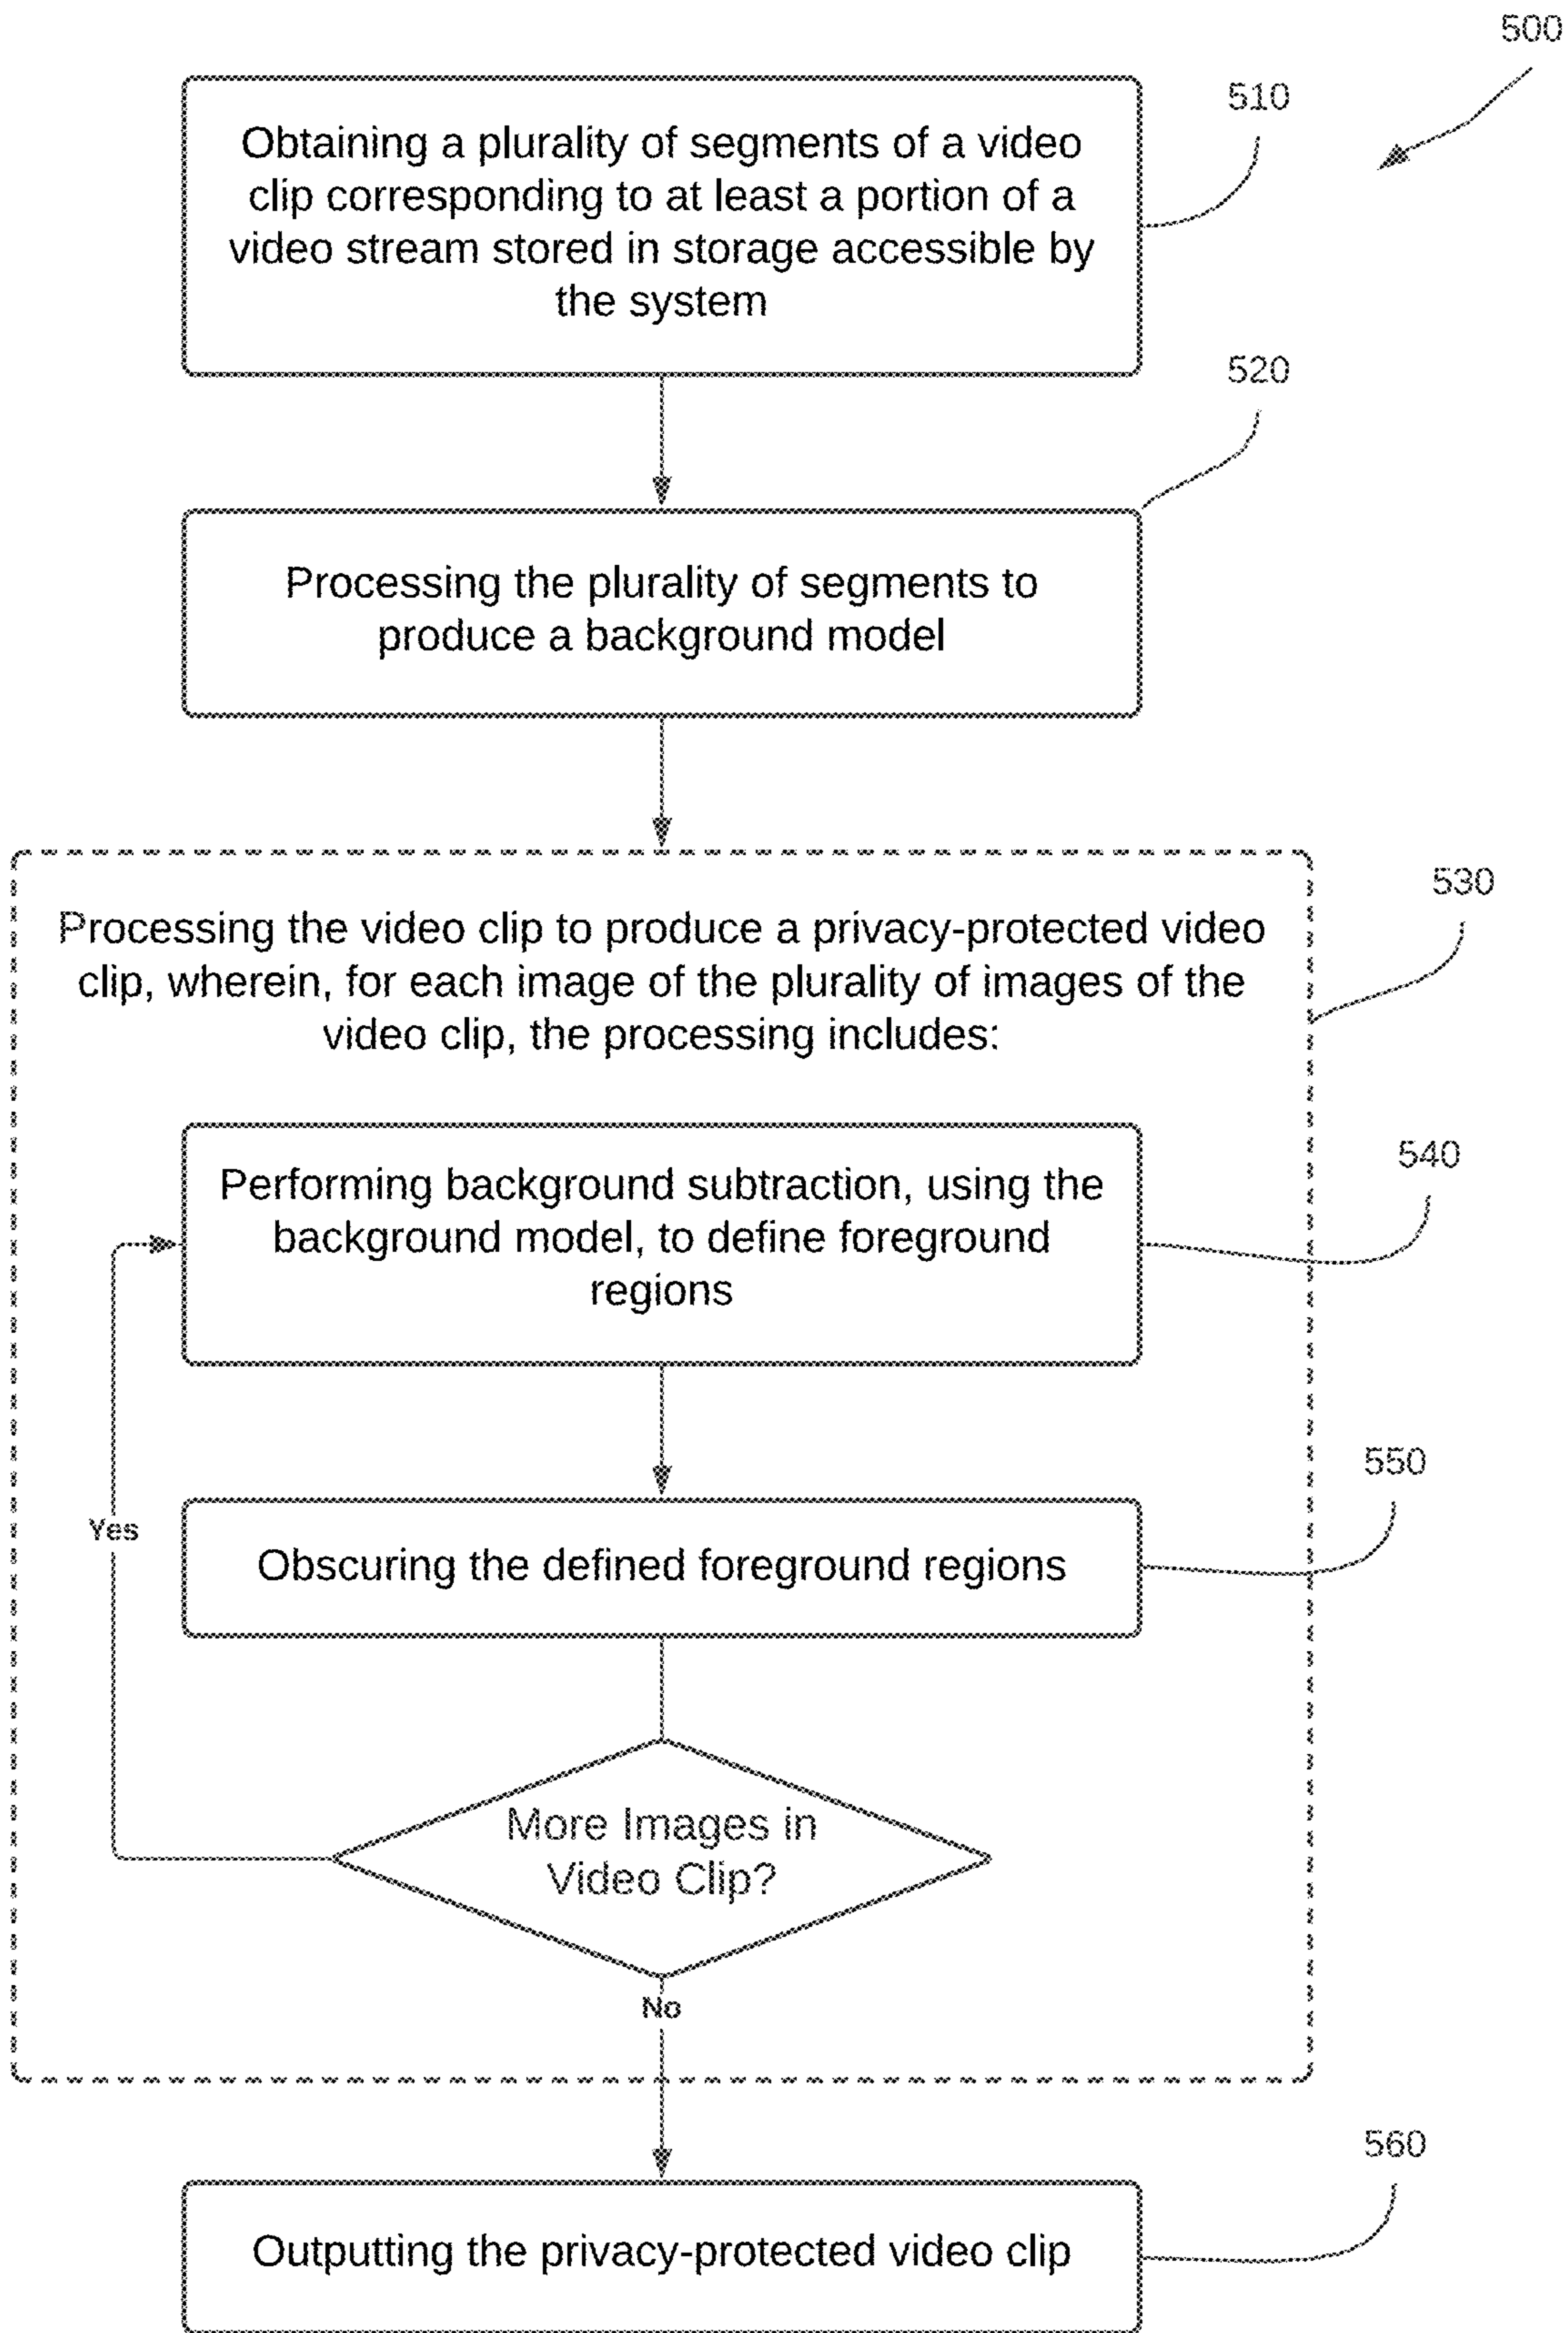 500
510
Obtaining a plurality of segments of a video
clip corresponding to at least a portion of a
video stream stored in storage accessible by
the system
520
Processing the plurality of segments to
produce a background model
530
Processing the video clip to produce a privacy-protected video
clip, wherein, for each image of the plurality of images of the
video clip, the processing includes:
540
Performing background subtraction, using the
background model, to define foreground
regions
550
Yes
Obscuring the defined foreground regions
More Images in
Video Clip?
No
560
Outputting the privacy-protected video clip